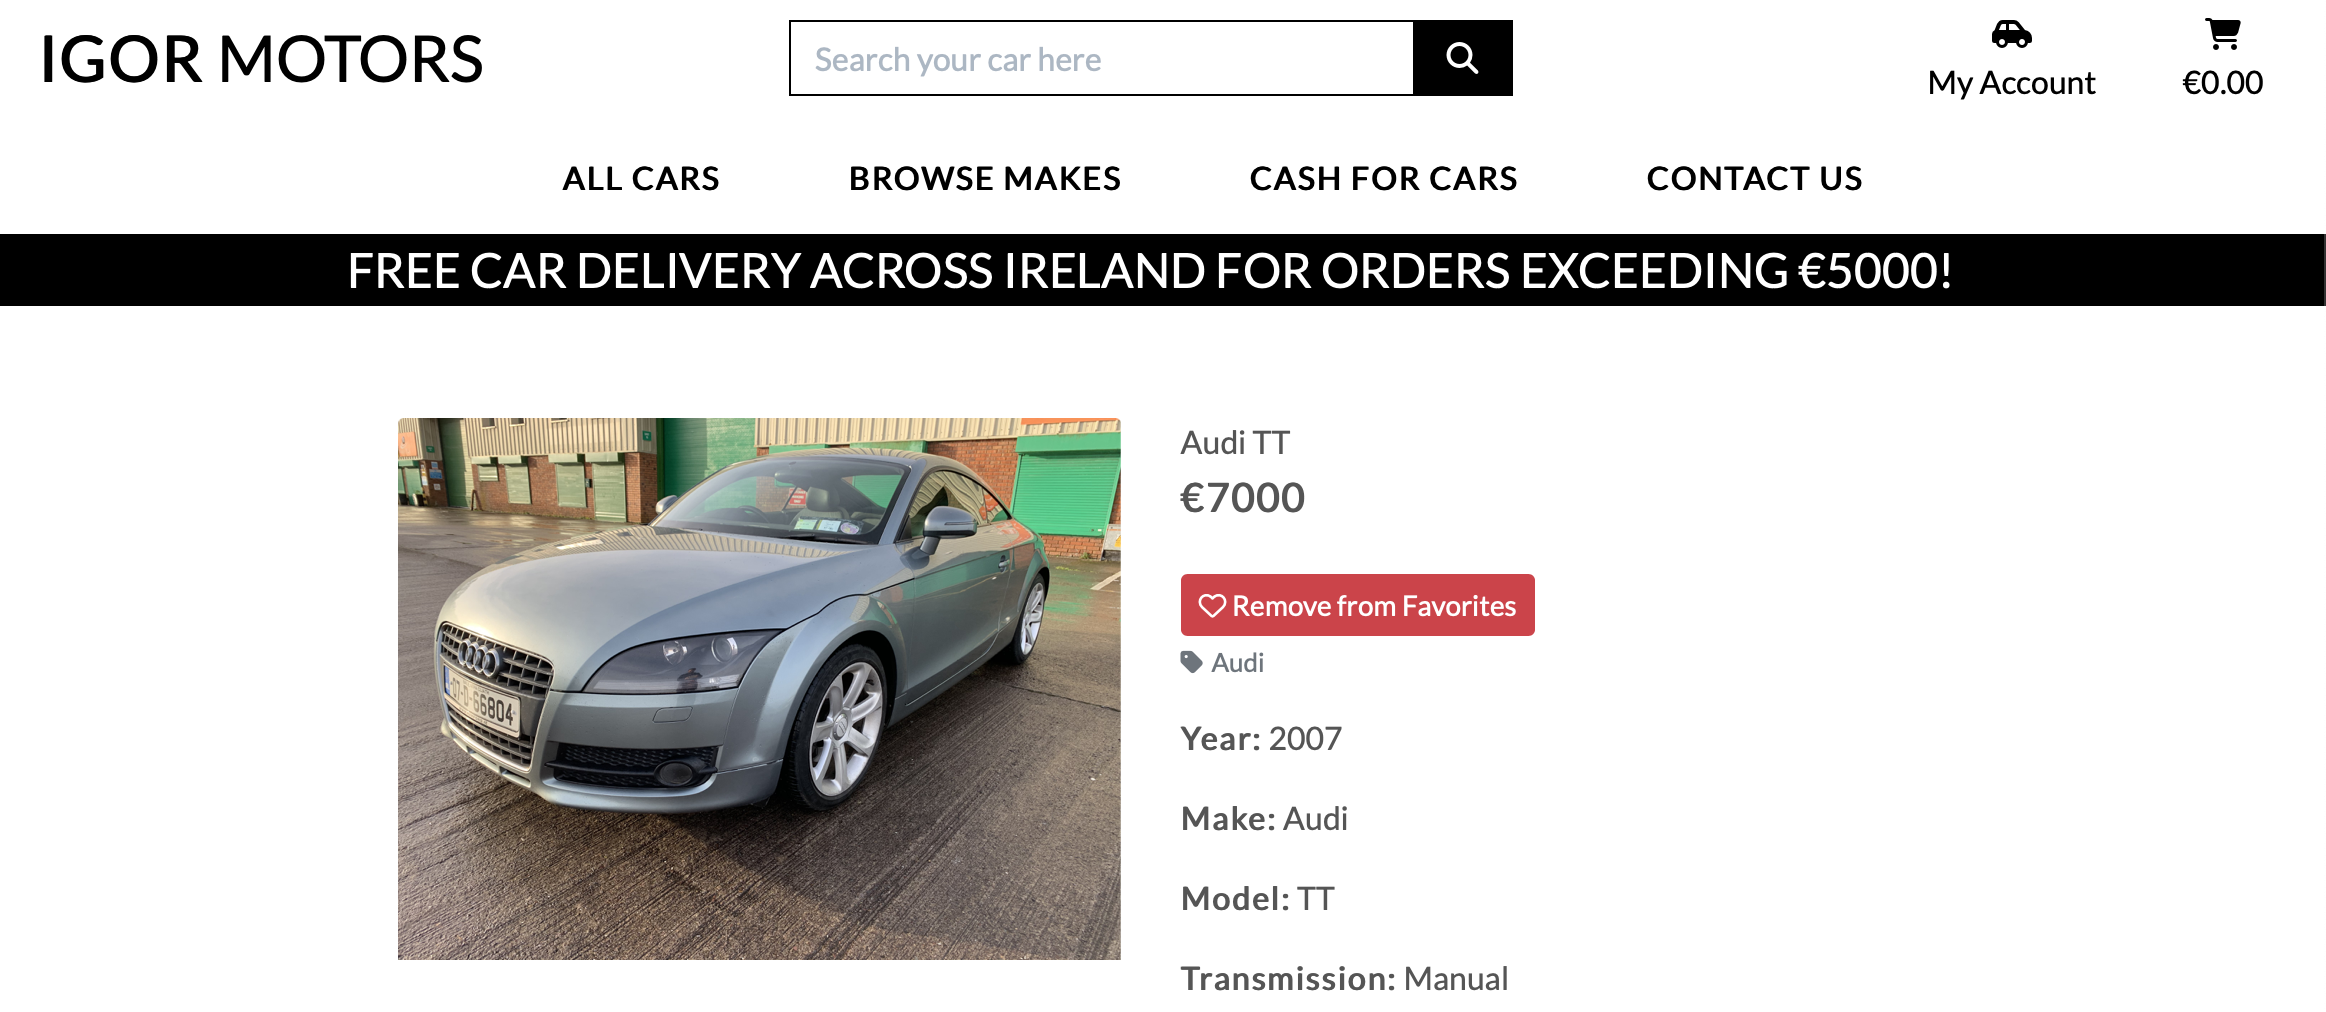 IGOR MOTORS
Search your car here
My Account
€0.00
ALL CARS
BROWSE MAKES
CASH FOR CARS
CONTACT US
FREE CAR DELIVERY ACROSS IRELAND FOR ORDERS EXCEEDING €5000!
Audi TT
€7000
Remove from Favorites
Audi
Year: 2007
Make: Audi
Model: TT
Transmission: Manual
07-D-66804